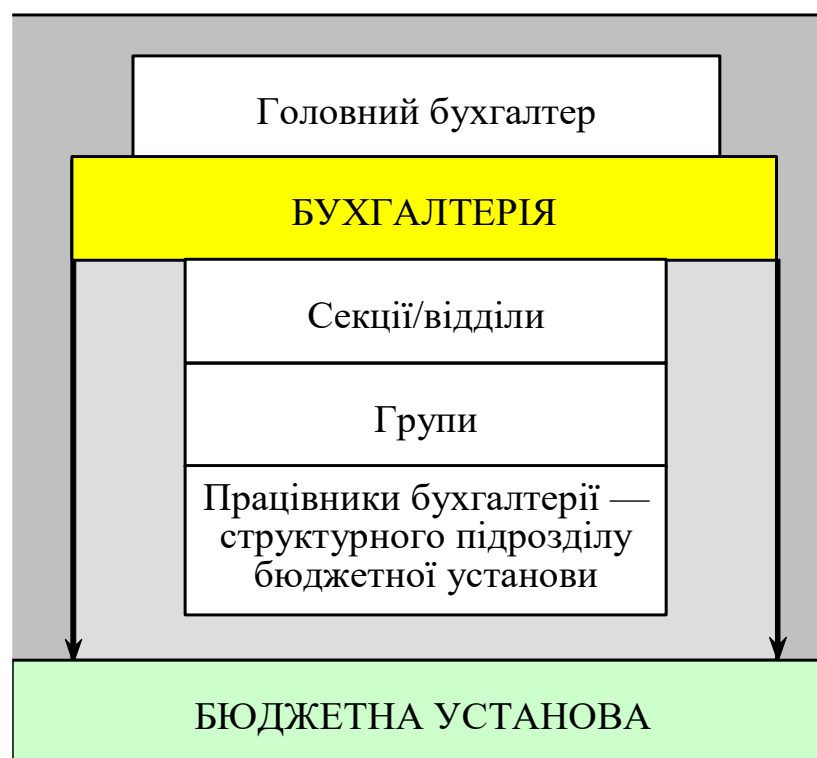 Головний бухгалтер
БУХГАЛТЕРІЯ
Секції/відділи
Групи
Працівники бухгалтерії —
структурного підрозділу
бюджетної установи
БЮДЖЕТНА УСТАНОВА